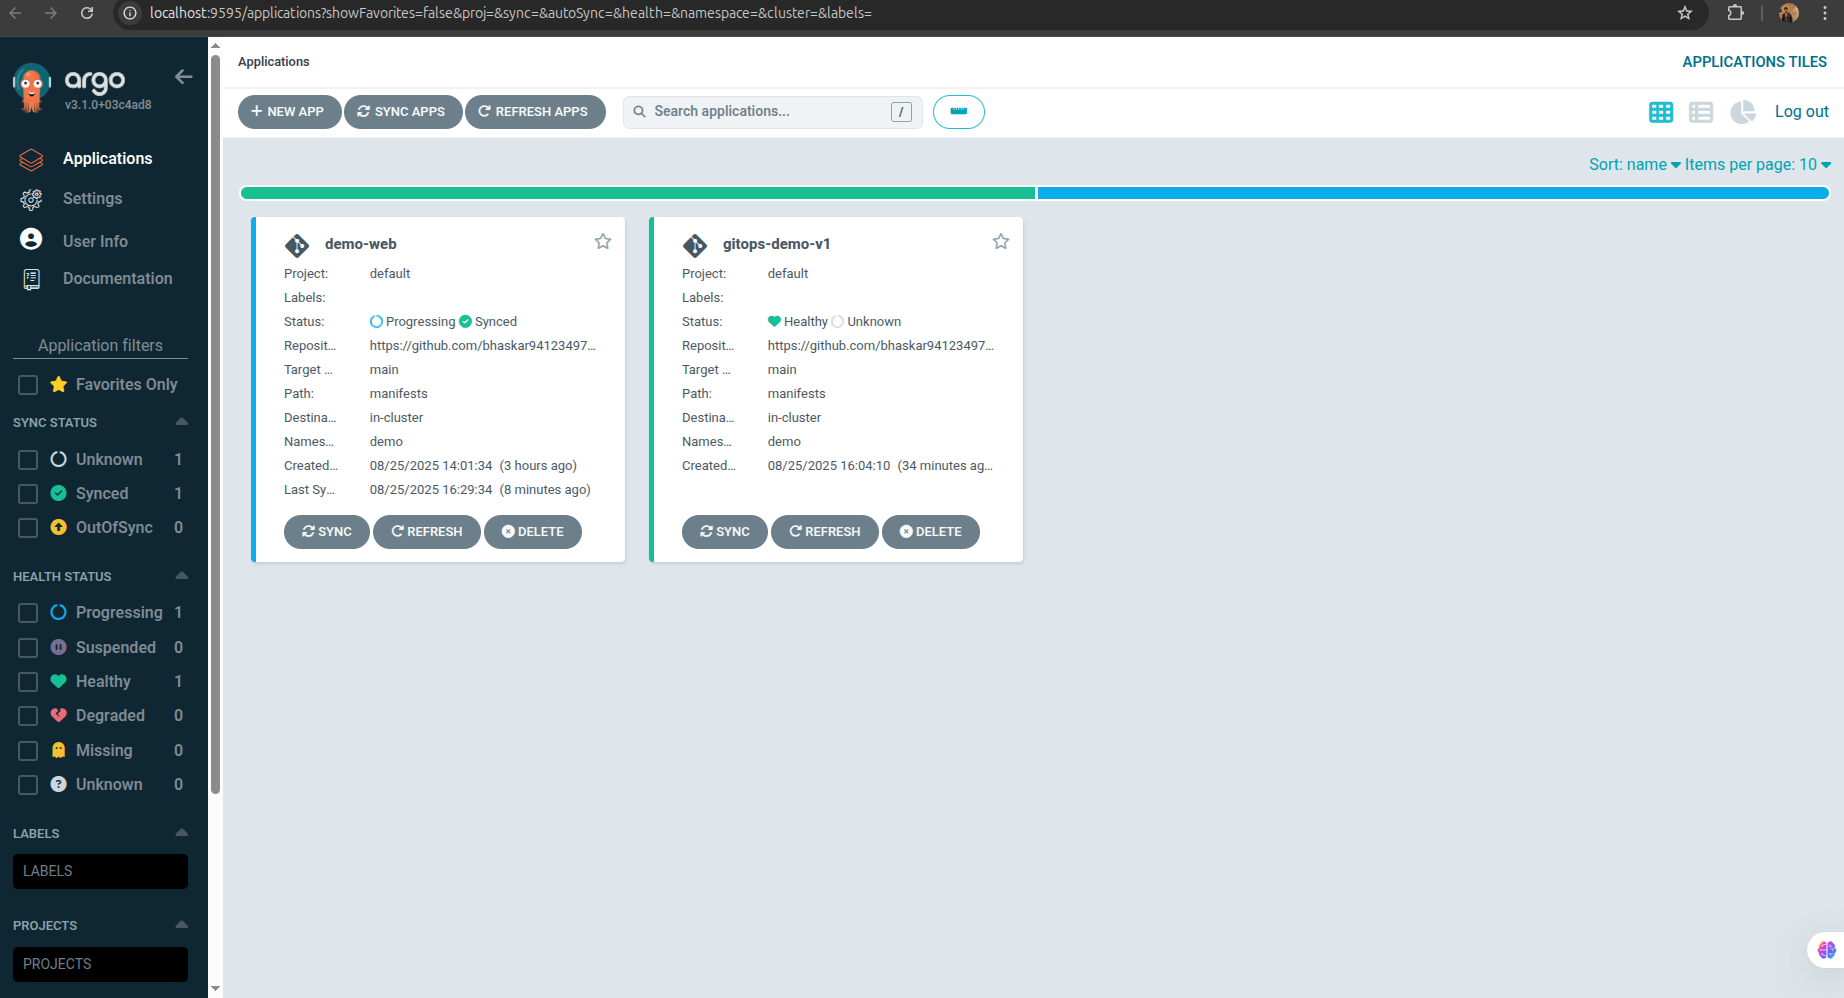 localhost:9595/applications?showFavorites=false&proj=&sync=&autoSync=&health=&namespace=&cluster=&labels=
argo
v3.1.0+03c4ad8
Applications
Settings
User Info
Documentation
Application filters
Favorites Only
SYNC STATUS
Unknown 1
Synced 1
OutOfSync 0
HEALTH STATUS
Progressing 1
Suspended 0
Healthy 1
Degraded 0
Missing 0
Unknown 0
LABELS
LABELS
PROJECTS
PROJECTS
Applications
APPLICATIONS TILES
NEW APP SYNC APPS REFRESH APPS Search applications... / Log out
Sort: name Items per page: 10
demo-web
Project: default
Labels:
Status: Progressing Synced
Reposit... https://github.com/bhaskar94123497...
Target ... main
Path: manifests
Destina... in-cluster
Names... demo
Created... 08/25/2025 14:01:34 (3 hours ago)
Last Sy... 08/25/2025 16:29:34 (8 minutes ago)
SYNC REFRESH DELETE
gitops-demo-v1
Project: default
Labels:
Status: Healthy Unknown
Reposit... https://github.com/bhaskar94123497...
Target ... main
Path: manifests
Destina... in-cluster
Names... demo
Created... 08/25/2025 16:04:10 (34 minutes ag...
SYNC REFRESH DELETE